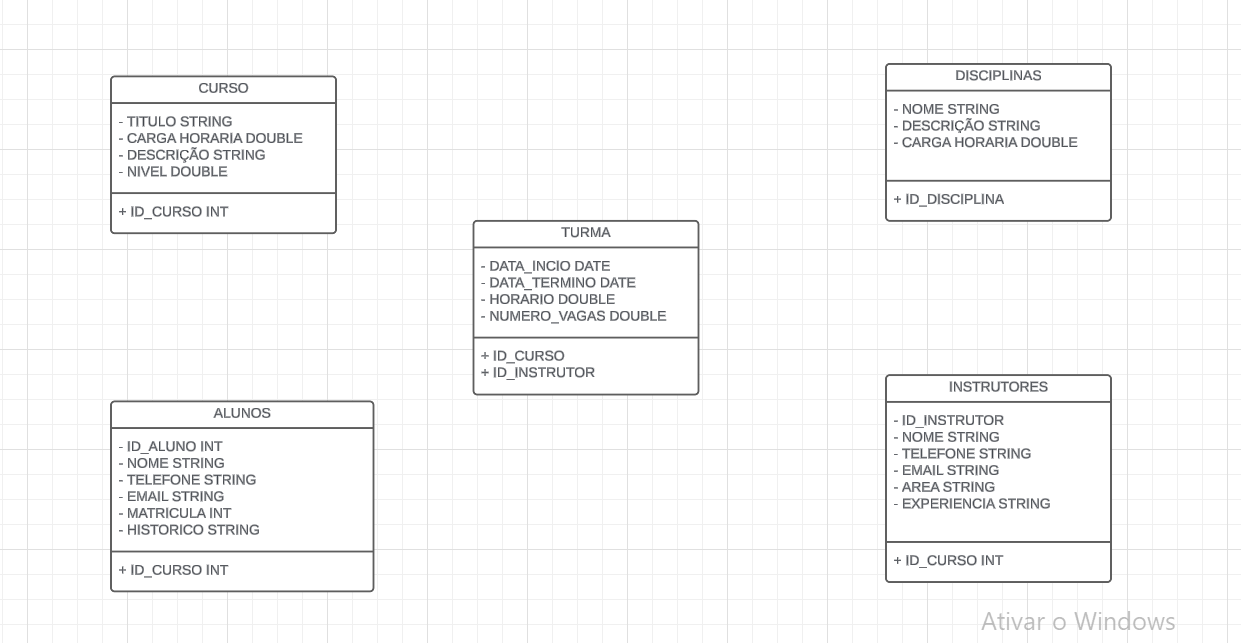 CURSO
- TITULO STRING
- CARGA HORARIA DOUBLE
- DESCRIÇÃO STRING
- NIVEL DOUBLE
+ ID_CURSO INT
DISCIPLINAS
- NOME STRING
- DESCRIÇÃO STRING
- CARGA HORARIA DOUBLE
+ ID_DISCIPLINA
TURMA
- DATA_INCIO DATE
- DATA_TERMINO DATE
- HORARIO DOUBLE
- NUMERO_VAGAS DOUBLE
+ ID_CURSO
+ ID_INSTRUTOR
ALUNOS
- ID_ALUNO INT
- NOME STRING
- TELEFONE STRING
- EMAIL STRING
- MATRICULA INT
- HISTORICO STRING
+ ID_CURSO INT
INSTRUTORES
- ID_INSTRUTOR
- NOME STRING
- TELEFONE STRING
- EMAIL STRING
- AREA STRING
- EXPERIENCIA STRING
+ ID_CURSO INT
Ativar o Windows